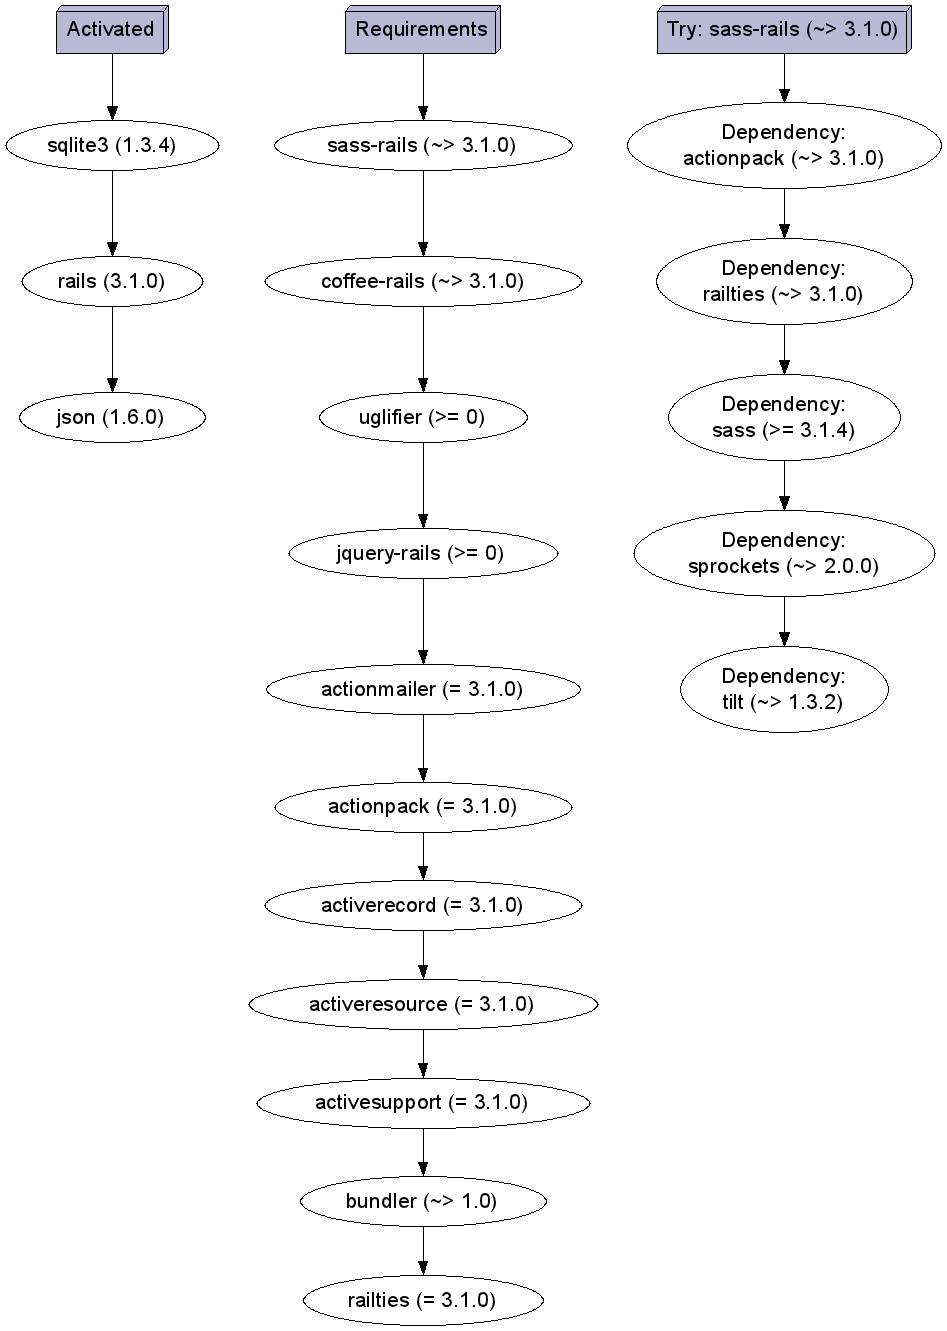 Activated
sqlite3 (1.3.4)
rails (3.1.0)
json (1.6.0)
Requirements
sass-rails (~> 3.1.0)
coffee-rails (~> 3.1.0)
uglifier (>= 0)
jquery-rails (>= 0)
actionmailer (= 3.1.0)
actionpack (= 3.1.0)
activerecord (= 3.1.0)
activeresource (= 3.1.0)
activesupport (= 3.1.0)
bundler (~> 1.0)
railties (= 3.1.0)
Try: sass-rails (~> 3.1.0)
Dependency:
actionpack (~> 3.1.0)
Dependency:
railties (~> 3.1.0)
Dependency:
sass (>= 3.1.4)
Dependency:
sprockets (~> 2.0.0)
Dependency:
tilt (~> 1.3.2)